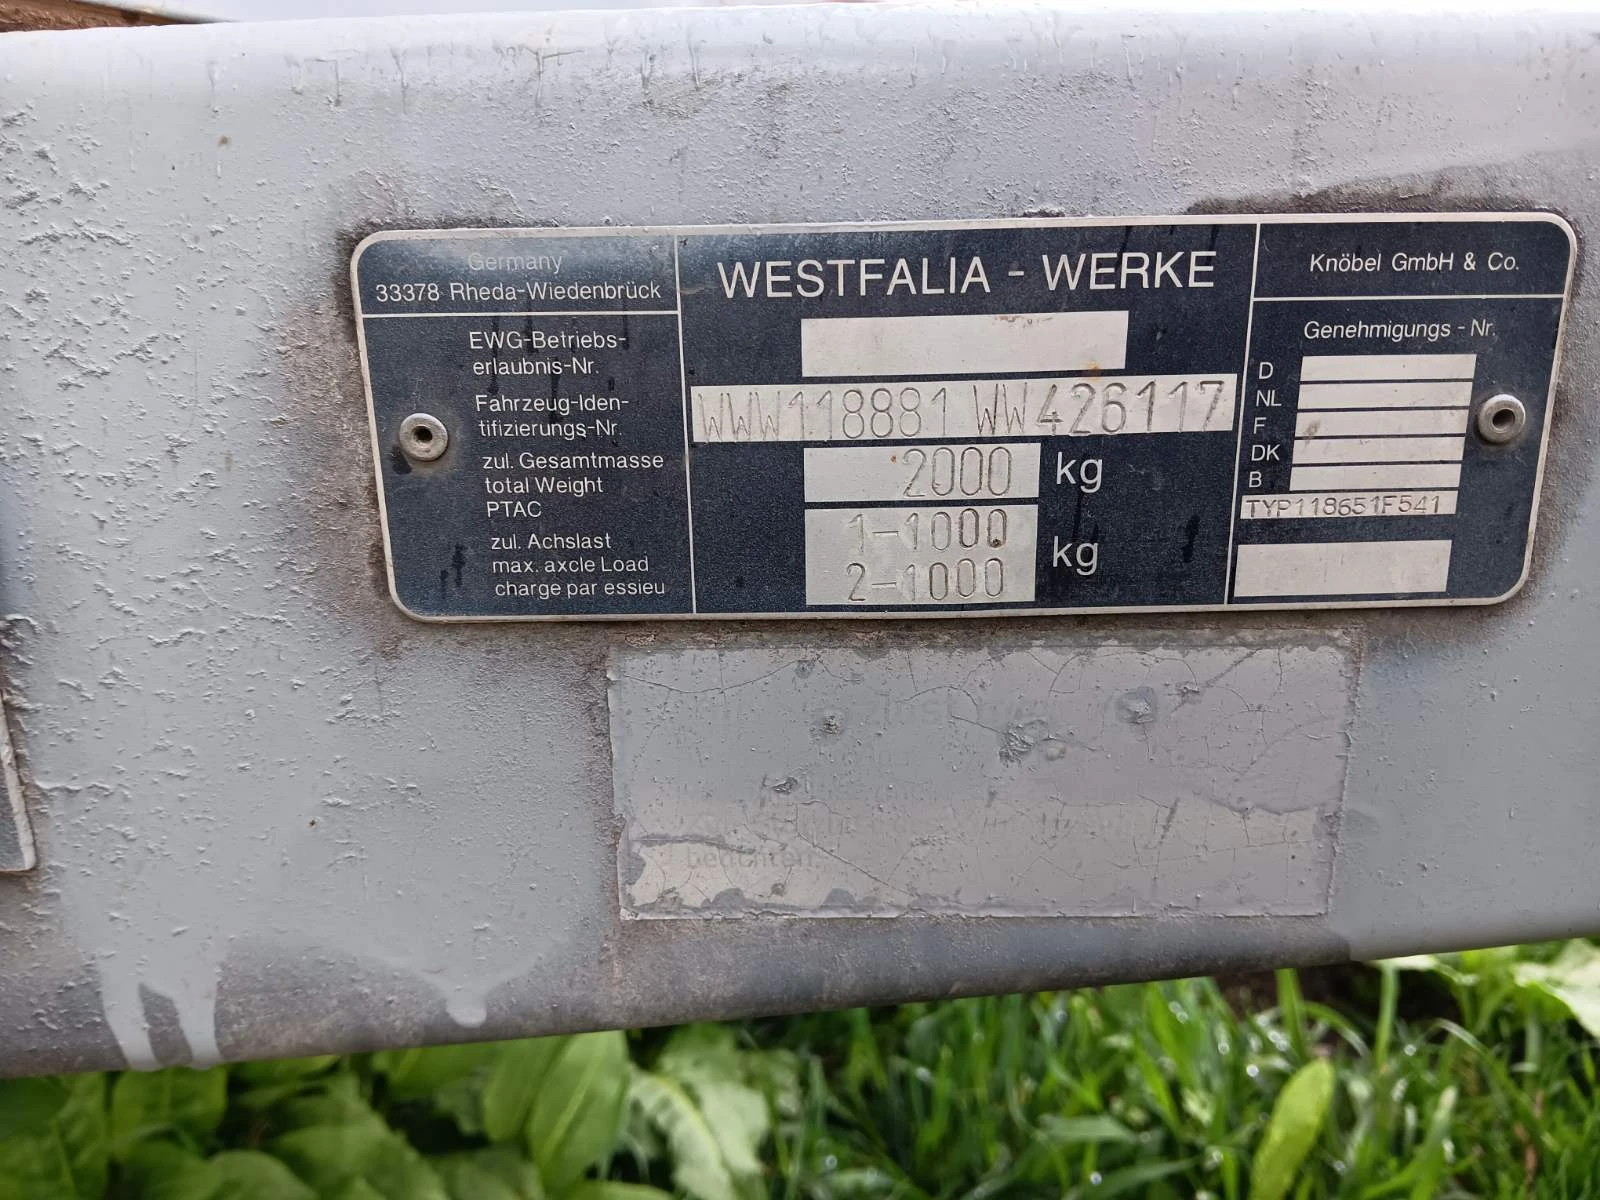 Germany
33378 Rheda-Wiedenbrück
WESTFALIA - WERKE
Knöbel GmbH & Co.
EWG-Betriebs-
erlaubnis-Nr.
Fahrzeug-Iden-
tifizierungs-Nr.
WWW118881WW426117
zul. Gesamtmasse
total Weight
PTAC
2000 kg
zul. Achslast
max. axcle Load
charge par essieu
1-1000
2-1000
kg
Genehmigungs - Nr.
D
NL
F
DK
B
TYP118651F541
beachten.